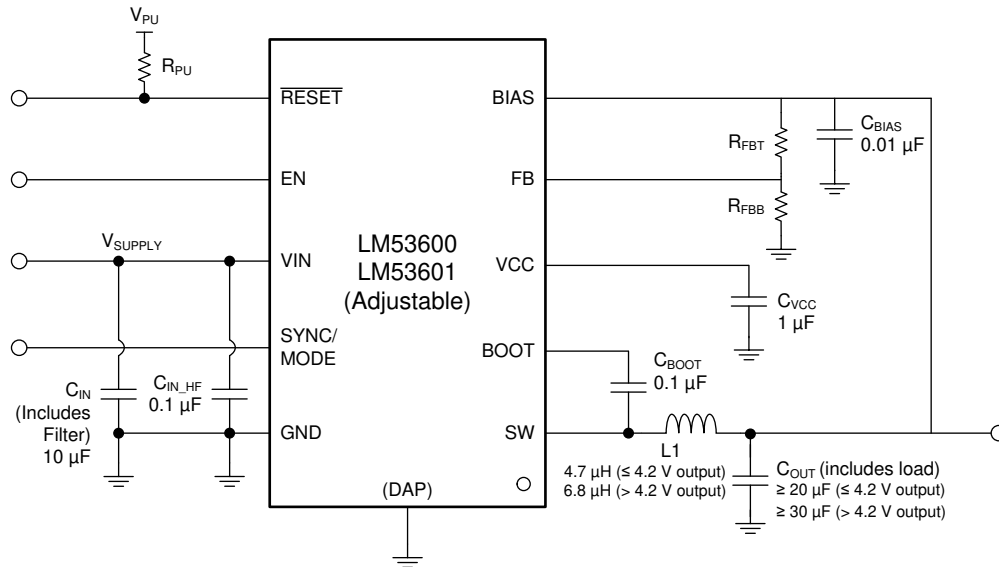 V_PU
R_PU
RESET
BIAS
C_BIAS
0.01 µF
R_FBT
EN
FB
R_FBB
V_SUPPLY
VIN
LM53600
LM53601
(Adjustable)
VCC
C_VCC
1 µF
SYNC/
MODE
BOOT
C_BOOT
0.1 µF
C_IN
(Includes
Filter)
10 µF
C_IN_HF
0.1 µF
GND
SW
L1
4.7 µH (≤ 4.2 V output)
6.8 µH (> 4.2 V output)
C_OUT (includes load)
≥ 20 µF (≤ 4.2 V output)
≥ 30 µF (> 4.2 V output)
(DAP)